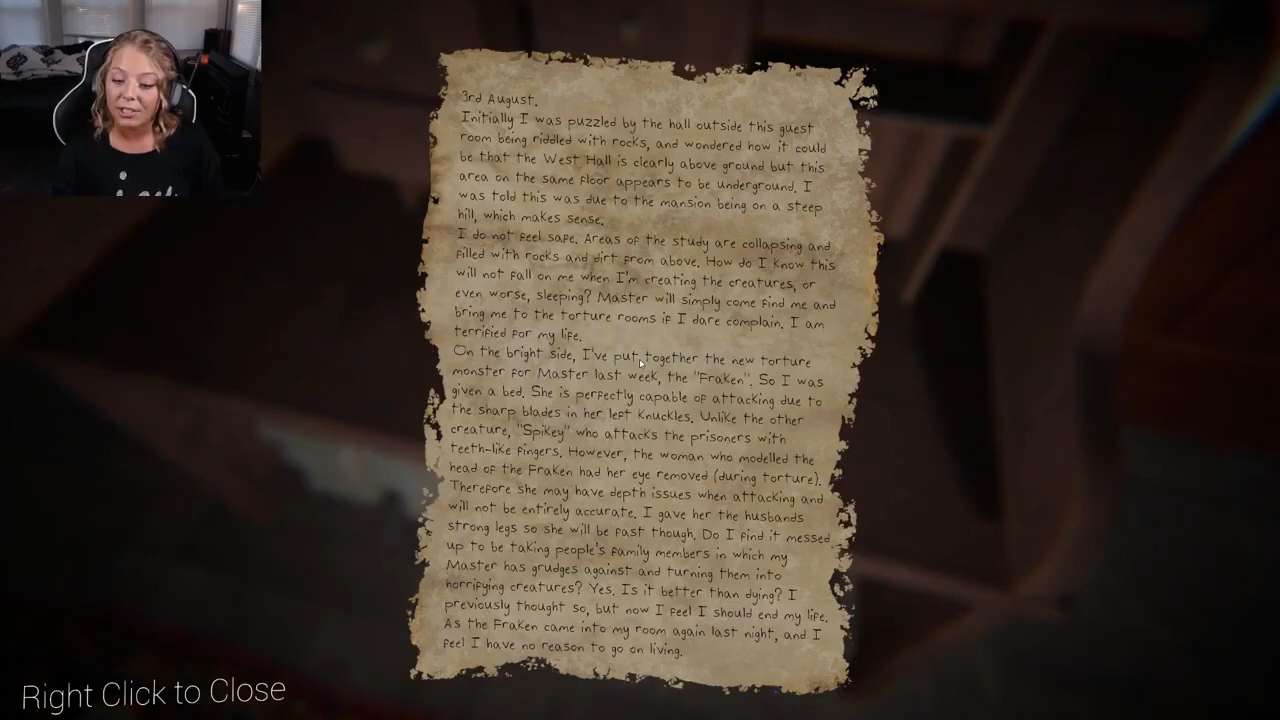 3rd August.
Initially I was puzzled by the hall outside this guest
room being riddled with rocks, and wondered how it could
be that the West Hall is clearly above ground but this
area on the same floor appears to be underground. I
was told this was due to the mansion being on a steep
hill, which makes sense.
I do not feel safe. Areas of the study are collapsing and
filled with rocks and dirt from above. How do I know this
will not fall on me when I'm creating the creatures, or
even worse, sleeping? Master will simply come find me and
bring me to the torture rooms if I dare complain. I am
terrified for my life.
On the bright side, I've put together the new torture
monster for Master last week, the "Fraken". So I was
given a bed. She is perfectly capable of attacking due to
the sharp blades in her left knuckles. Unlike the other
creature, "Spikey" who attacks the prisoners with
teeth-like fingers. However, the woman who modelled the
head of the Fraken had her eye removed (during torture).
Therefore she may have depth issues when attacking and
will not be entirely accurate. I gave her the husbands
strong legs so she will be fast though. Do I find it messed
up to be taking people's family members in which my
Master has grudges against and turning them into
horrifying creatures? Yes. Is it better than dying? I
previously thought so, but now I feel I should end my life.
As the Fraken came into my room again last night, and I
feel I have no reason to go on living.
Right Click to Close